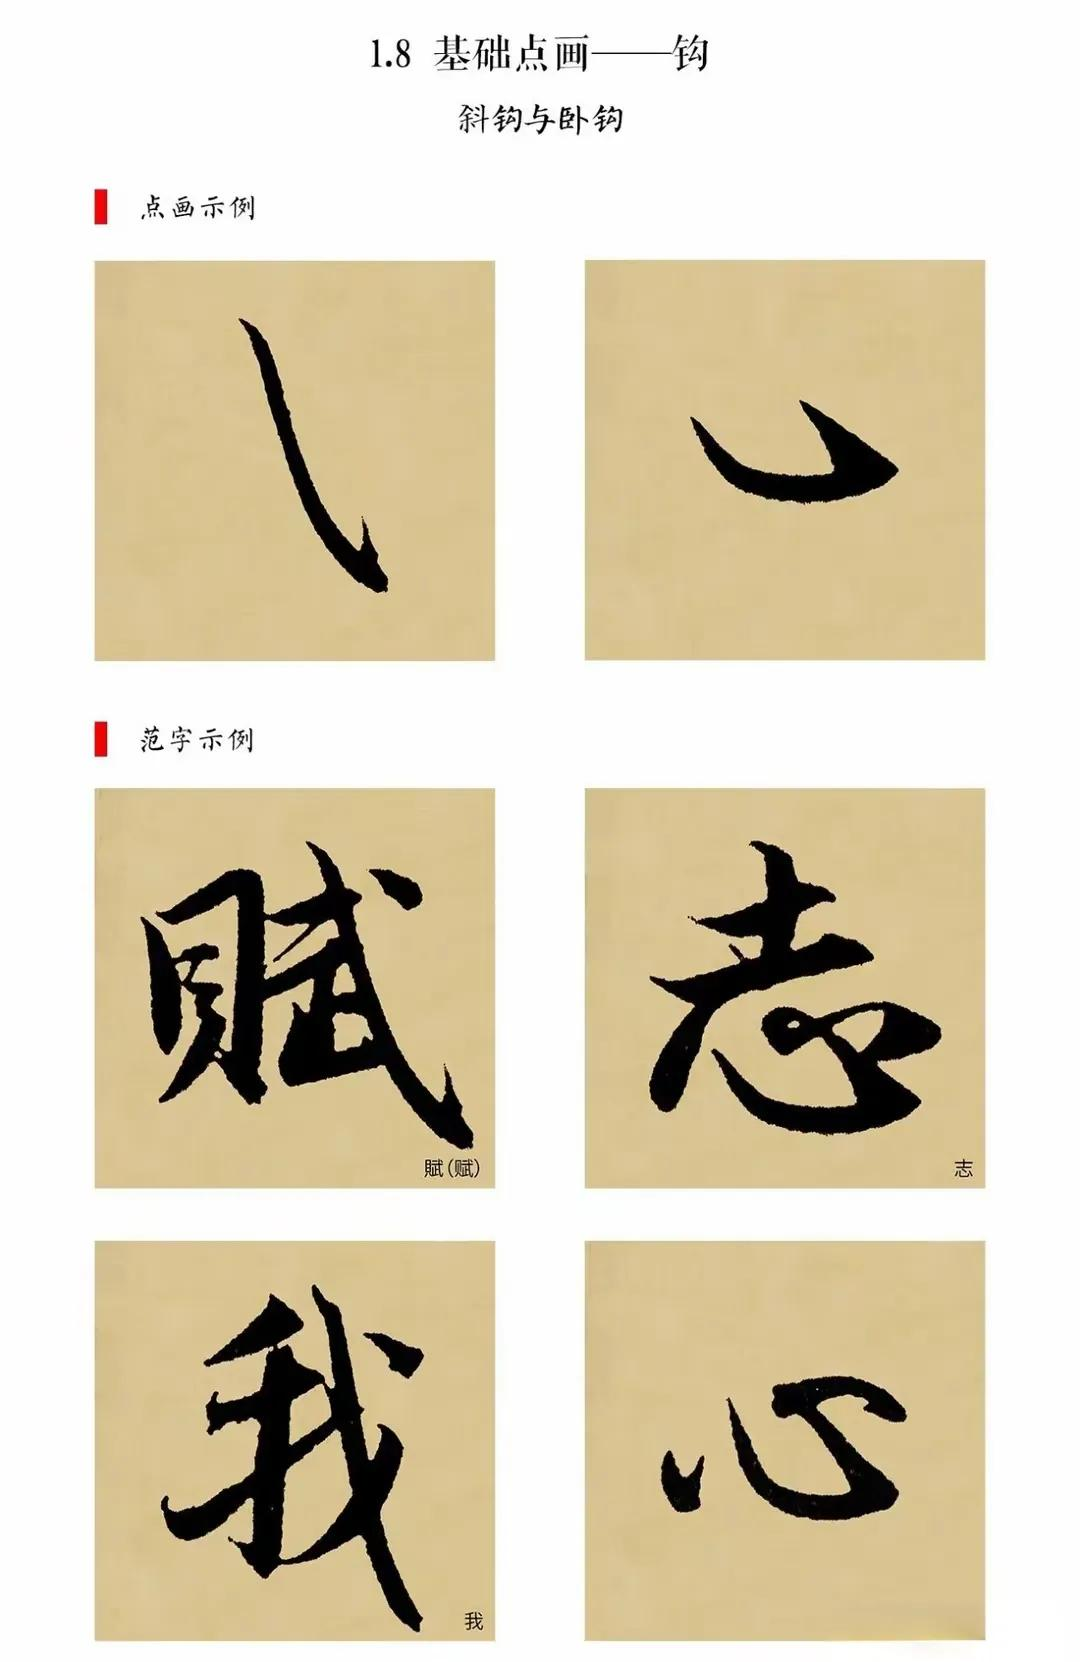 1.8 基础点画——钩
斜钩与卧钩
点画示例
范字示例
賦 志
賦(赋) 志
我 心
我